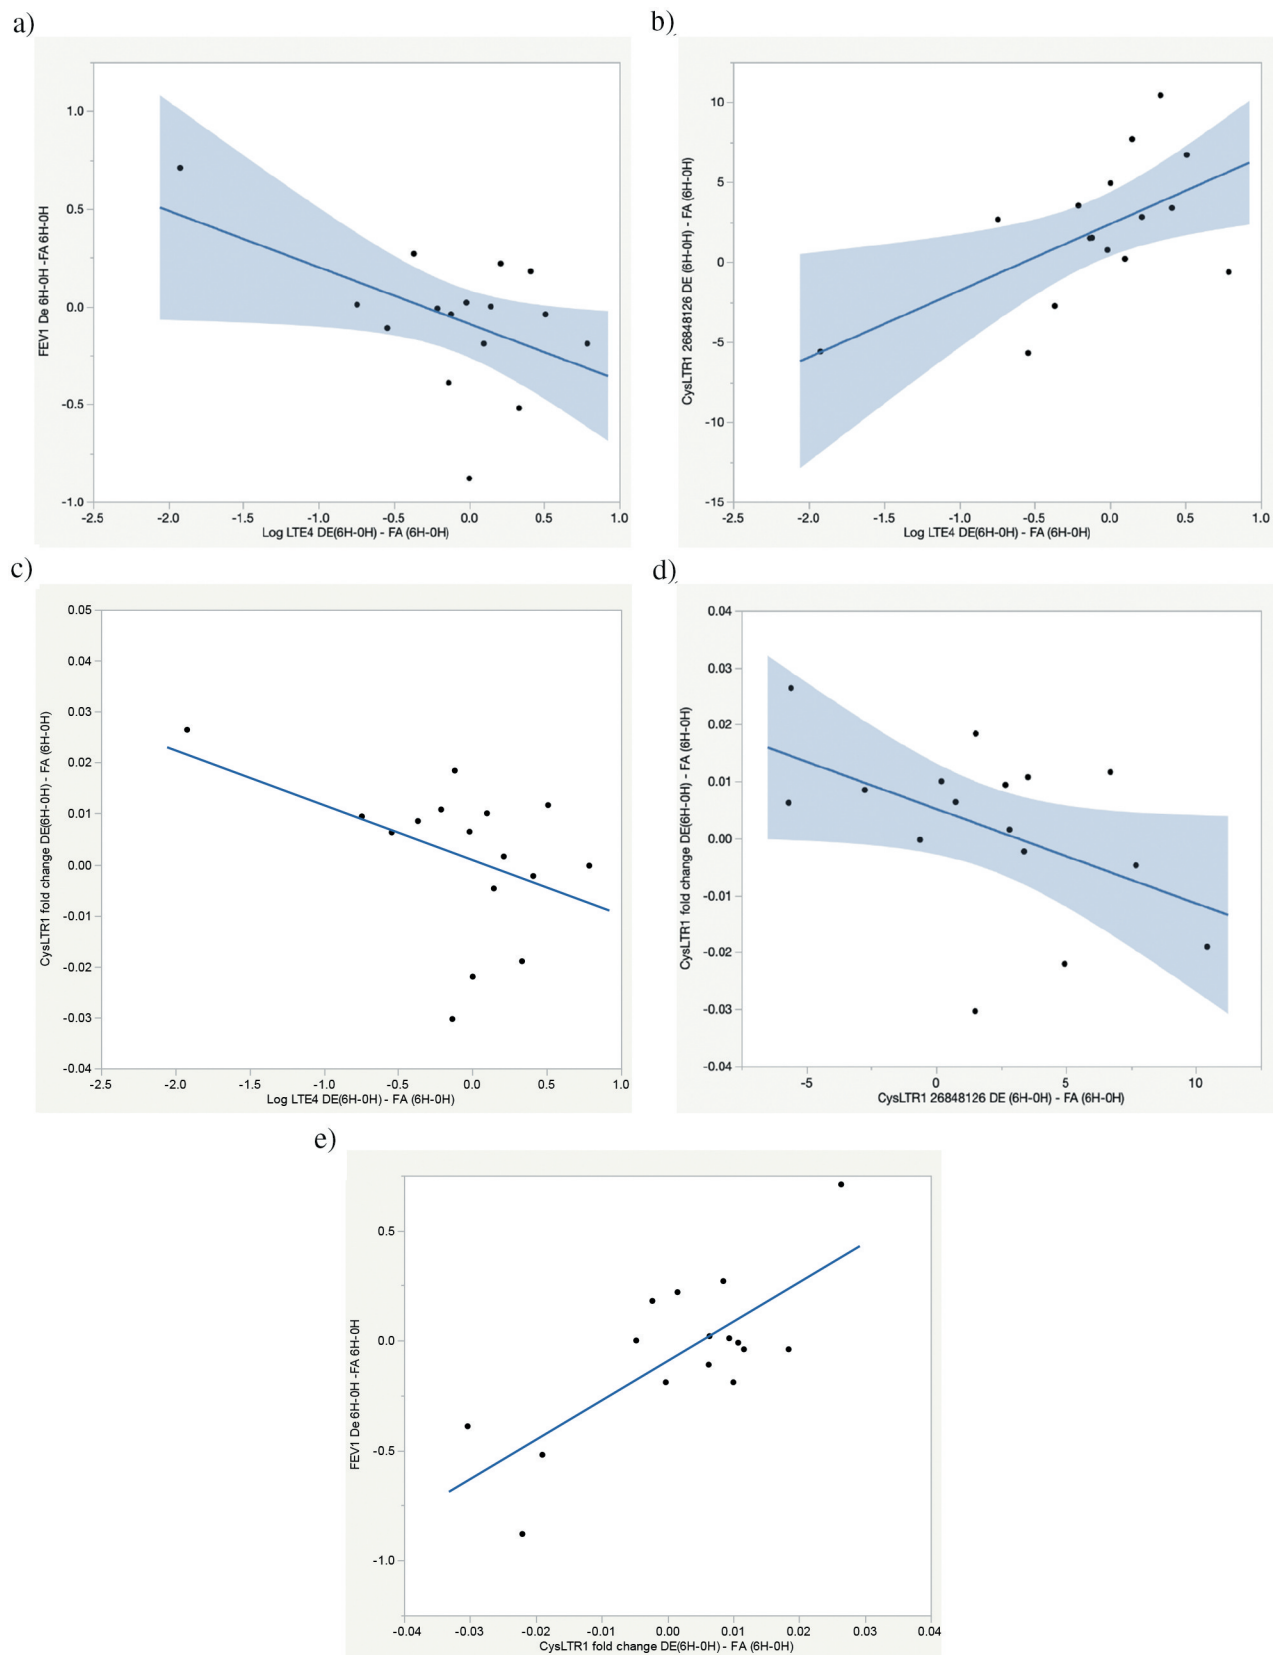 a)
1.0
0.5
0.0
-0.5
-1.0
FEV1 De 6H-0H -FA 6H-0H
-2.5 -2.0 -1.5 -1.0 -0.5 0.0 0.5 1.0
Log LTE4 DE(6H-0H) - FA (6H-0H)
b)
10
5
0
-5
-10
-15
CysLTR1 26848126 DE (6H-0H) - FA (6H-0H)
-2.5 -2.0 -1.5 -1.0 -0.5 0.0 0.5 1.0
Log LTE4 DE(6H-0H) - FA (6H-0H)
c)
0.05
0.04
0.03
0.02
0.01
0.00
-0.01
-0.02
-0.03
-0.04
CysLTR1 fold change DE(6H-0H) - FA (6H-0H)
-2.5 -2.0 -1.5 -1.0 -0.5 0.0 0.5 1.0
Log LTE4 DE(6H-0H) - FA (6H-0H)
d)
0.04
0.03
0.02
0.01
0.00
-0.01
-0.02
-0.03
-0.04
CysLTR1 fold change DE(6H-0H) - FA (6H-0H)
-5 0 5 10
CysLTR1 26848126 DE (6H-0H) - FA (6H-0H)
e)
0.5
0.0
-0.5
-1.0
FEV1 De 6H-0H -FA 6H-0H
-0.04 -0.03 -0.02 -0.01 0.00 0.01 0.02 0.03 0.04
CysLTR1 fold change DE(6H-0H) - FA (6H-0H)